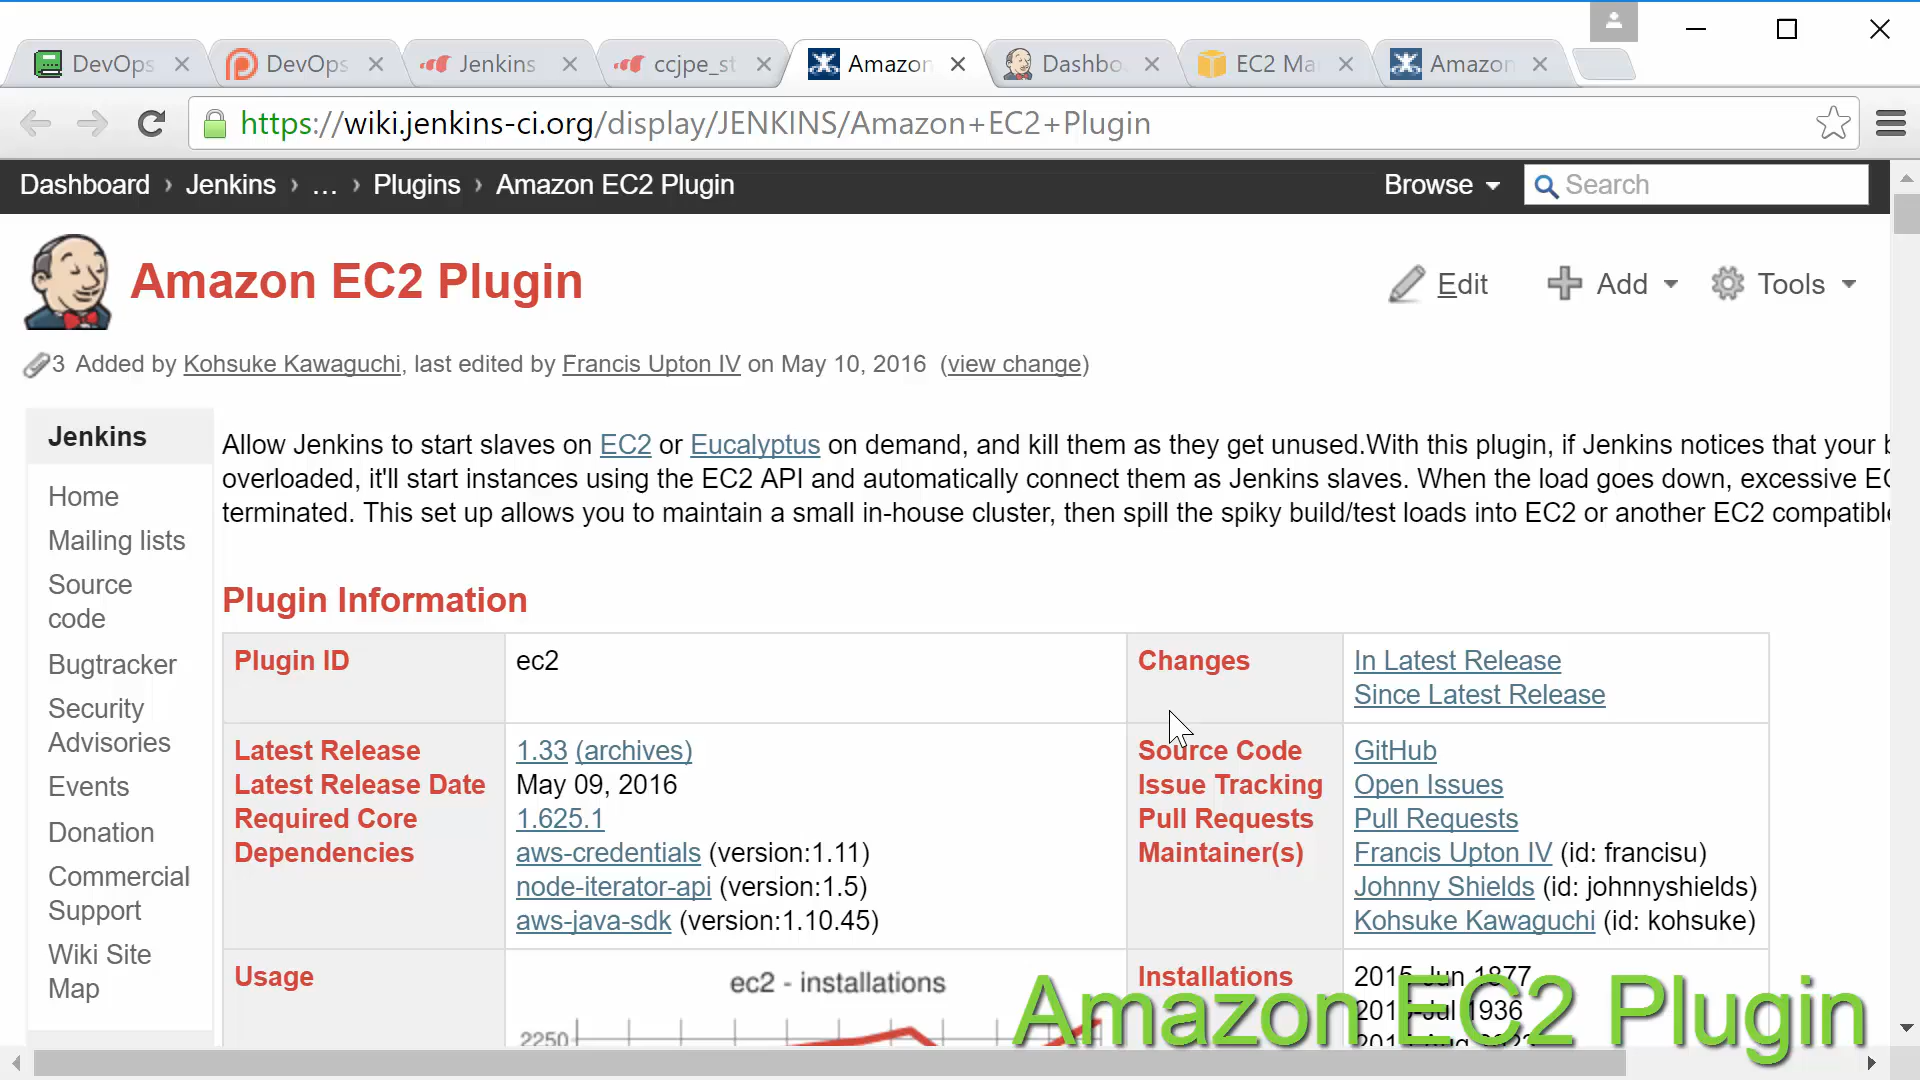 DevOps
DevOps
Jenkins
ccjpe_st
Amazon
Dashbo
EC2 Ma
Amazon
https://wiki.jenkins-ci.org/display/JENKINS/Amazon+EC2+Plugin
Dashboard › Jenkins › ... › Plugins › Amazon EC2 Plugin
Browse
Search
Amazon EC2 Plugin
Edit
Add
Tools
3 Added by Kohsuke Kawaguchi, last edited by Francis Upton IV on May 10, 2016 (view change)
Jenkins
Home
Mailing lists
Source
code
Bugtracker
Security
Advisories
Events
Donation
Commercial
Support
Wiki Site
Map
Allow Jenkins to start slaves on EC2 or Eucalyptus on demand, and kill them as they get unused.With this plugin, if Jenkins notices that your
overloaded, it'll start instances using the EC2 API and automatically connect them as Jenkins slaves. When the load goes down, excessive
terminated. This set up allows you to maintain a small in-house cluster, then spill the spiky build/test loads into EC2 or another EC2 compatible
Plugin Information
Plugin ID
ec2
Changes
In Latest Release
Since Latest Release
Latest Release
1.33 (archives)
Latest Release Date
May 09, 2016
Required Core
1.625.1
Dependencies
aws-credentials (version:1.11)
node-iterator-api (version:1.5)
aws-java-sdk (version:1.10.45)
Source Code
GitHub
Issue Tracking
Open Issues
Pull Requests
Pull Requests
Maintainer(s)
Francis Upton IV (id: francisu)
Johnny Shields (id: johnnyshields)
Kohsuke Kawaguchi (id: kohsuke)
Usage
ec2 - installations
2250
Installations
2015-Jun 1877
2015-Jul 1936
Amazon EC2 Plugin